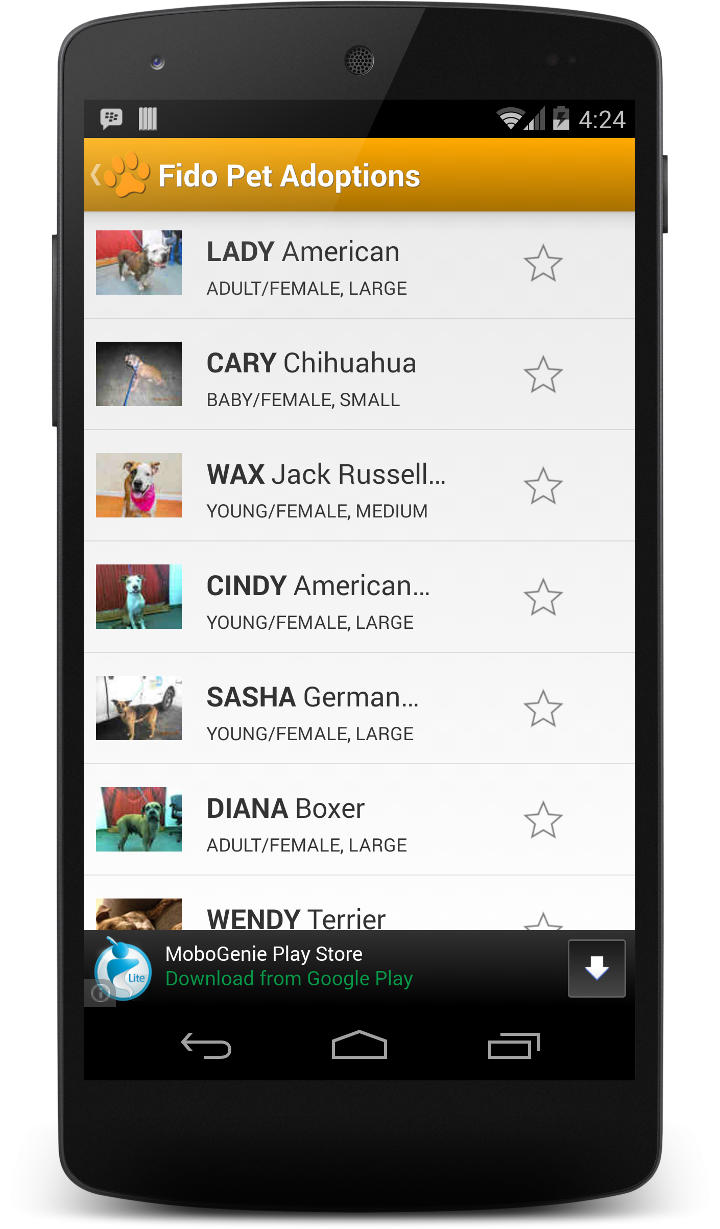 4:24
Fido Pet Adoptions
LADY American
ADULT/FEMALE, LARGE
CARY Chihuahua
BABY/FEMALE, SMALL
WAX Jack Russell...
YOUNG/FEMALE, MEDIUM
CINDY American...
YOUNG/FEMALE, LARGE
SASHA German...
YOUNG/FEMALE, LARGE
DIANA Boxer
ADULT/FEMALE, LARGE
WENDY Terrier
MoboGenie Play Store
Lite
Download from Google Play